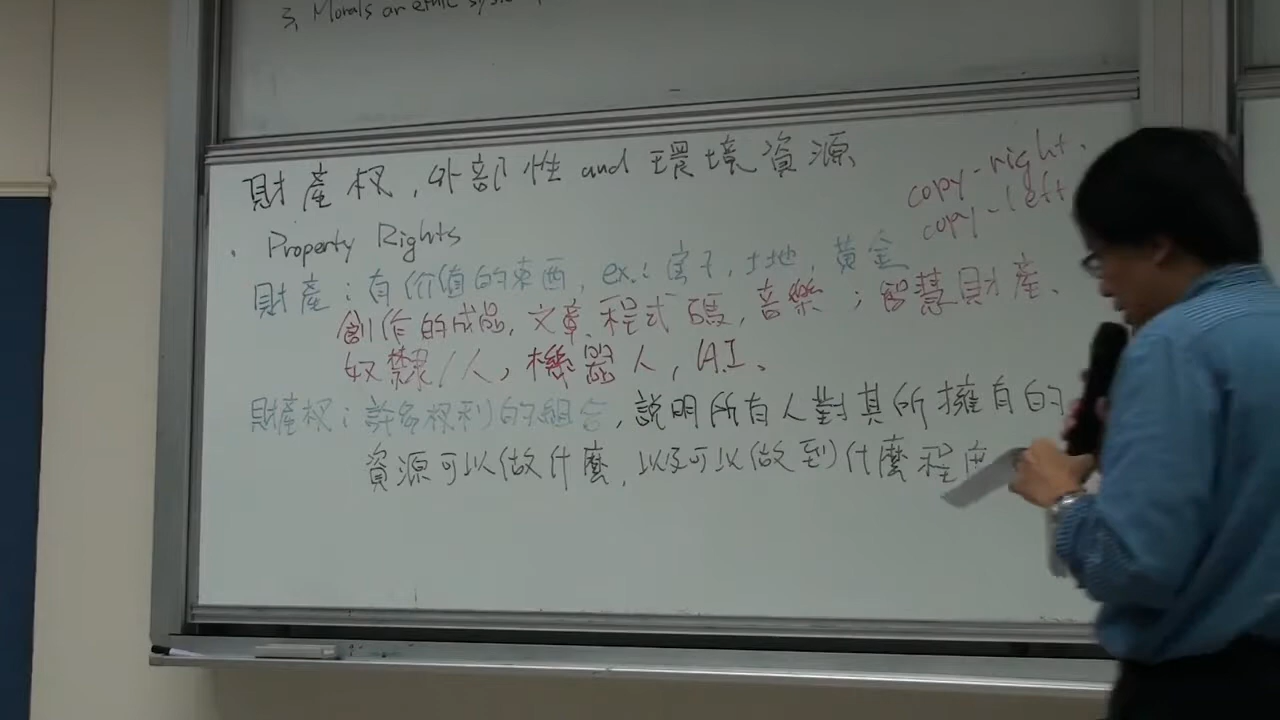 3. Morals or ethic
財產权,外部性 and 環境資源
copy-right.
copy-left
· Property Rights
財產:有价值的東西, ex.: 房子, 土地, 黃金
創作的成品, 文章、程式碼, 音樂;智慧財產、
奴隸/人, 機器人, A.I.、
財產权:許多权利的組合,說明所有人對其所擁有的
資源可以做什麼, 以及可以做到什麼程度